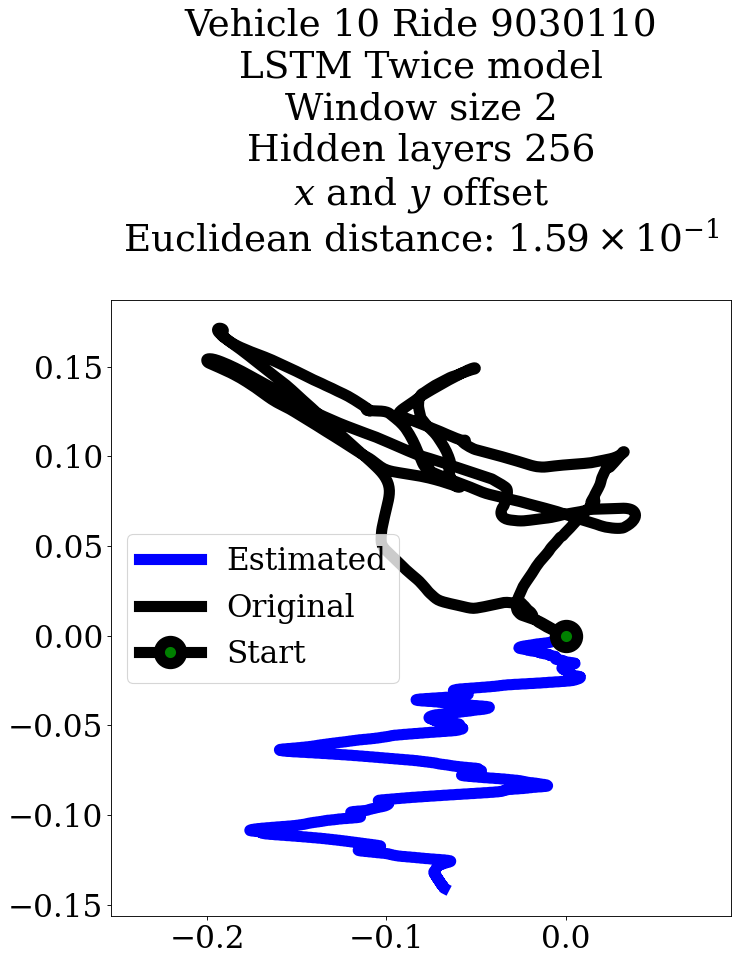 Vehicle 10 Ride 9030110
LSTM Twice model
Window size 2
Hidden layers 256
x and y offset
Euclidean distance: 1.59 × 10⁻¹
0.15
0.10
0.05
0.00
−0.05
−0.10
−0.15
Estimated
Original
Start
−0.2
−0.1
0.0